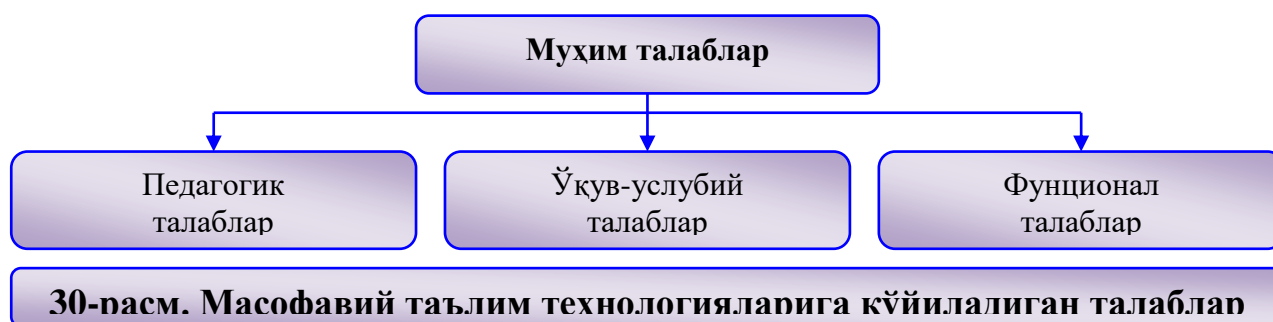 Муҳим талаблар
Педагогик
талаблар
Ўқув-услубий
талаблар
Фунционал
талаблар
30-расм. Масофавий таълим технологияларига қўйиладиган талаблар